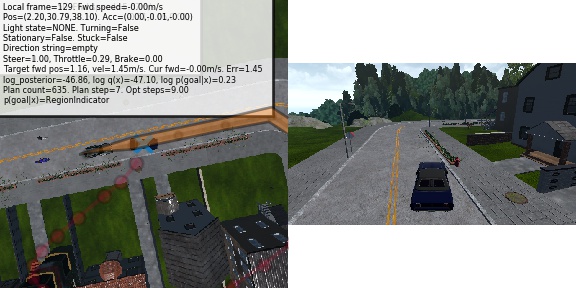 Local frame=129. Fwd speed=-0.00m/s
Pos=(2.20,30.79,38.10). Acc=(0.00,-0.01,-0.00)
Light state=NONE. Turning=False
Stationary=False. Stuck=False
Direction string=empty
Steer=1.00, Throttle=0.29, Brake=0.00
Target fwd pos=1.16, vel=1.45m/s. Cur fwd=-0.00m/s. Err=1.45
log_posterior=-46.86, log q(x)=-47.10, log p(goal|x)=0.23
Plan count=635. Plan step=7. Opt steps=9.00
p(goal|x)=RegionIndicator